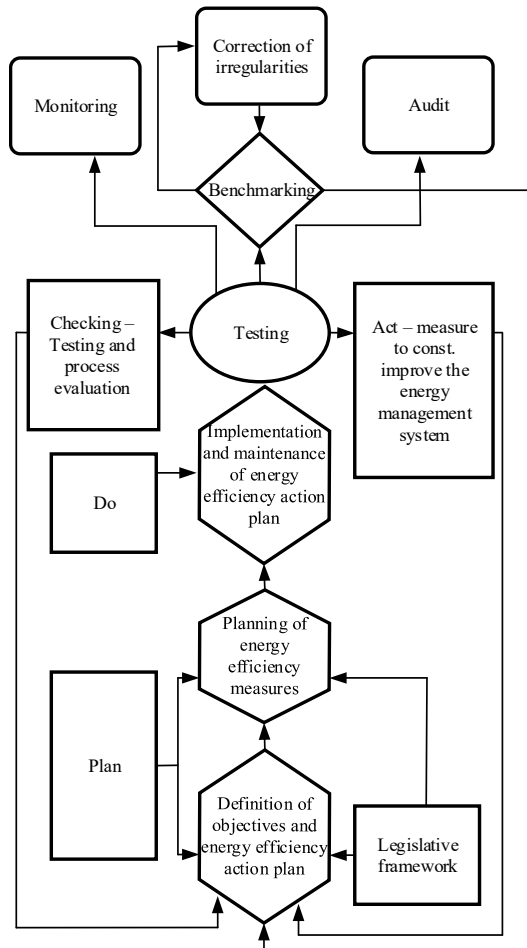 Correction of
irregularities
Monitoring
Audit
Benchmarking
Checking –
Testing and
process
evaluation
Testing
Act – measure
to const.
improve the
energy
management
system
Implementation
and maintenance
of energy
efficiency action
plan
Do
Planning of
energy
efficiency
measures
Plan
Definition of
objectives and
energy efficiency
action plan
Legislative
framework